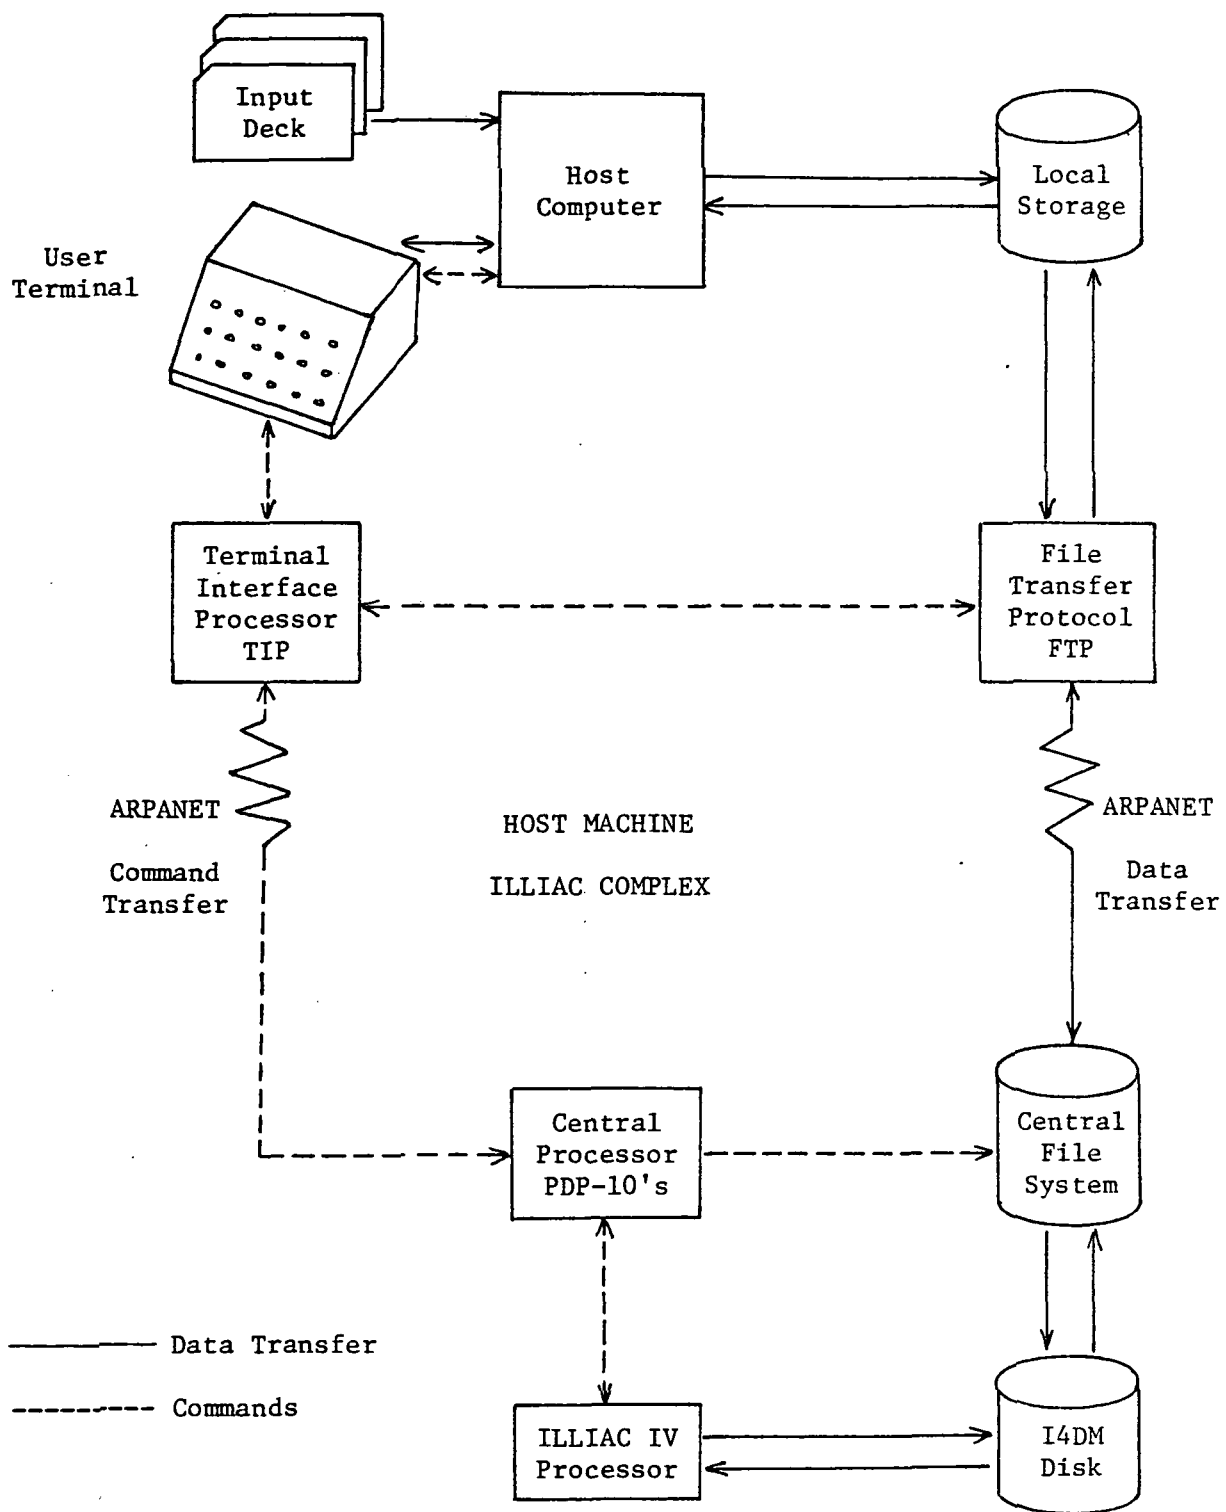 Input
Deck
Host
Computer
Local
Storage
User
Terminal
Terminal
Interface
Processor
TIP
File
Transfer
Protocol
FTP
ARPANET
Command
Transfer
HOST MACHINE
ILLIAC COMPLEX
ARPANET
Data
Transfer
Central
Processor
PDP-10's
Central
File
System
Data Transfer
Commands
ILLIAC IV
Processor
I4DM
Disk